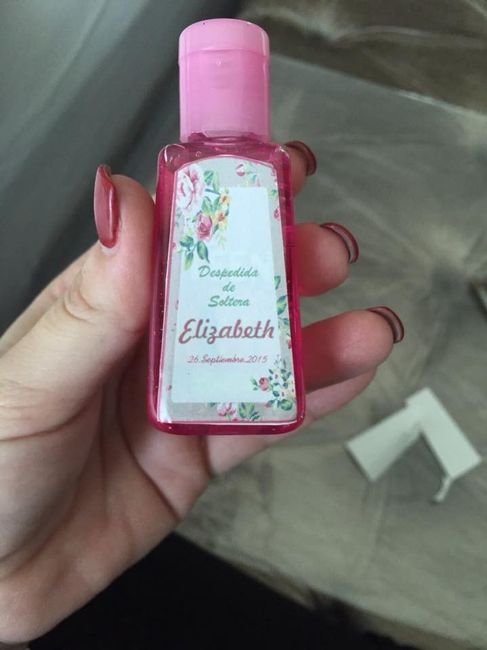 Despedida
de
Soltera
Elizabeth
26.Septiembre.2015